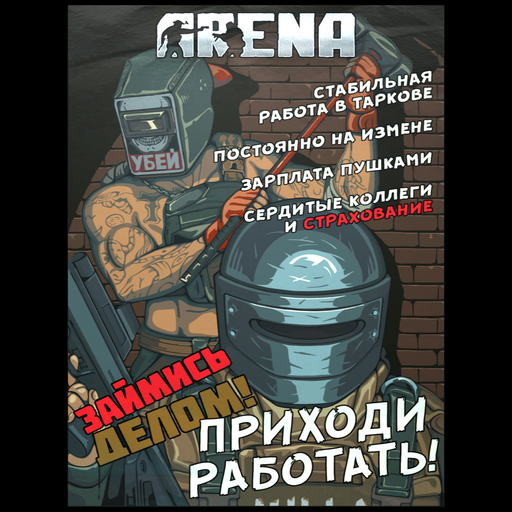 ARENA
СТАБИЛЬНАЯ
РАБОТА В ТАРКОВЕ
ПОСТОЯННО НА ИЗМЕНЕ
ЗАРПЛАТА ПУШКАМИ
СЕРДИТЫЕ КОЛЛЕГИ
И СТРАХОВАНИЕ
УБЕЙ
ЗАЙМИСЬ
ДЕЛОМ!
ПРИХОДИ
РАБОТАТЬ!